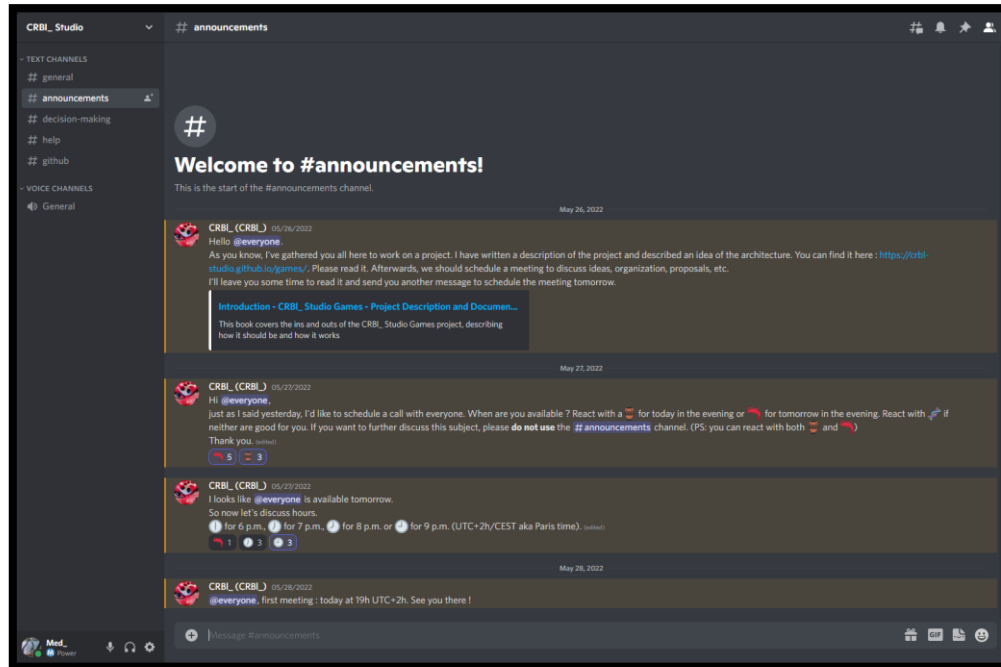 CRBL_ Studio
# announcements
TEXT CHANNELS
# general
# announcements
# decision-making
# help
# github
VOICE CHANNELS
General
Med_
Power
#
Welcome to #announcements!
This is the start of the #announcements channel.
May 26, 2022
CRBL_ (CRBL_) 05/26/2022
Hello @everyone.
As you know, I've gathered you all here to work on a project. I have written a description of the project and described an idea of the architecture. You can find it here : https://crbl-
studio.github.io/games/. Please read it. Afterwards, we should schedule a meeting to discuss ideas, organization, proposals, etc.
I'll leave you some time to read it and send you another message to schedule the meeting tomorrow.
Introduction - CRBL_ Studio Games - Project Description and Documen...
This book covers the ins and outs of the CRBL_ Studio Games project, describing
how it should be and how it works
May 27, 2022
CRBL_ (CRBL_) 05/27/2022
Hi @everyone,
just as I said yesterday, I'd like to schedule a call with everyone. When are you available ? React with a for today in the evening or for tomorrow in the evening. React with if
neither are good for you. If you want to further discuss this subject, please do not use the # announcements channel. (PS: you can react with both and )
Thank you. (edited)
5 3
CRBL_ (CRBL_) 05/27/2022
I looks like @everyone is available tomorrow.
So now let's discuss hours.
for 6 p.m., for 7 p.m., for 8 p.m. or for 9 p.m. (UTC+2h/CEST aka Paris time). (edited)
1 3 3
May 28, 2022
CRBL_ (CRBL_) 05/28/2022
@everyone, first meeting : today at 19h UTC+2h. See you there !
Message #announcements
GIF